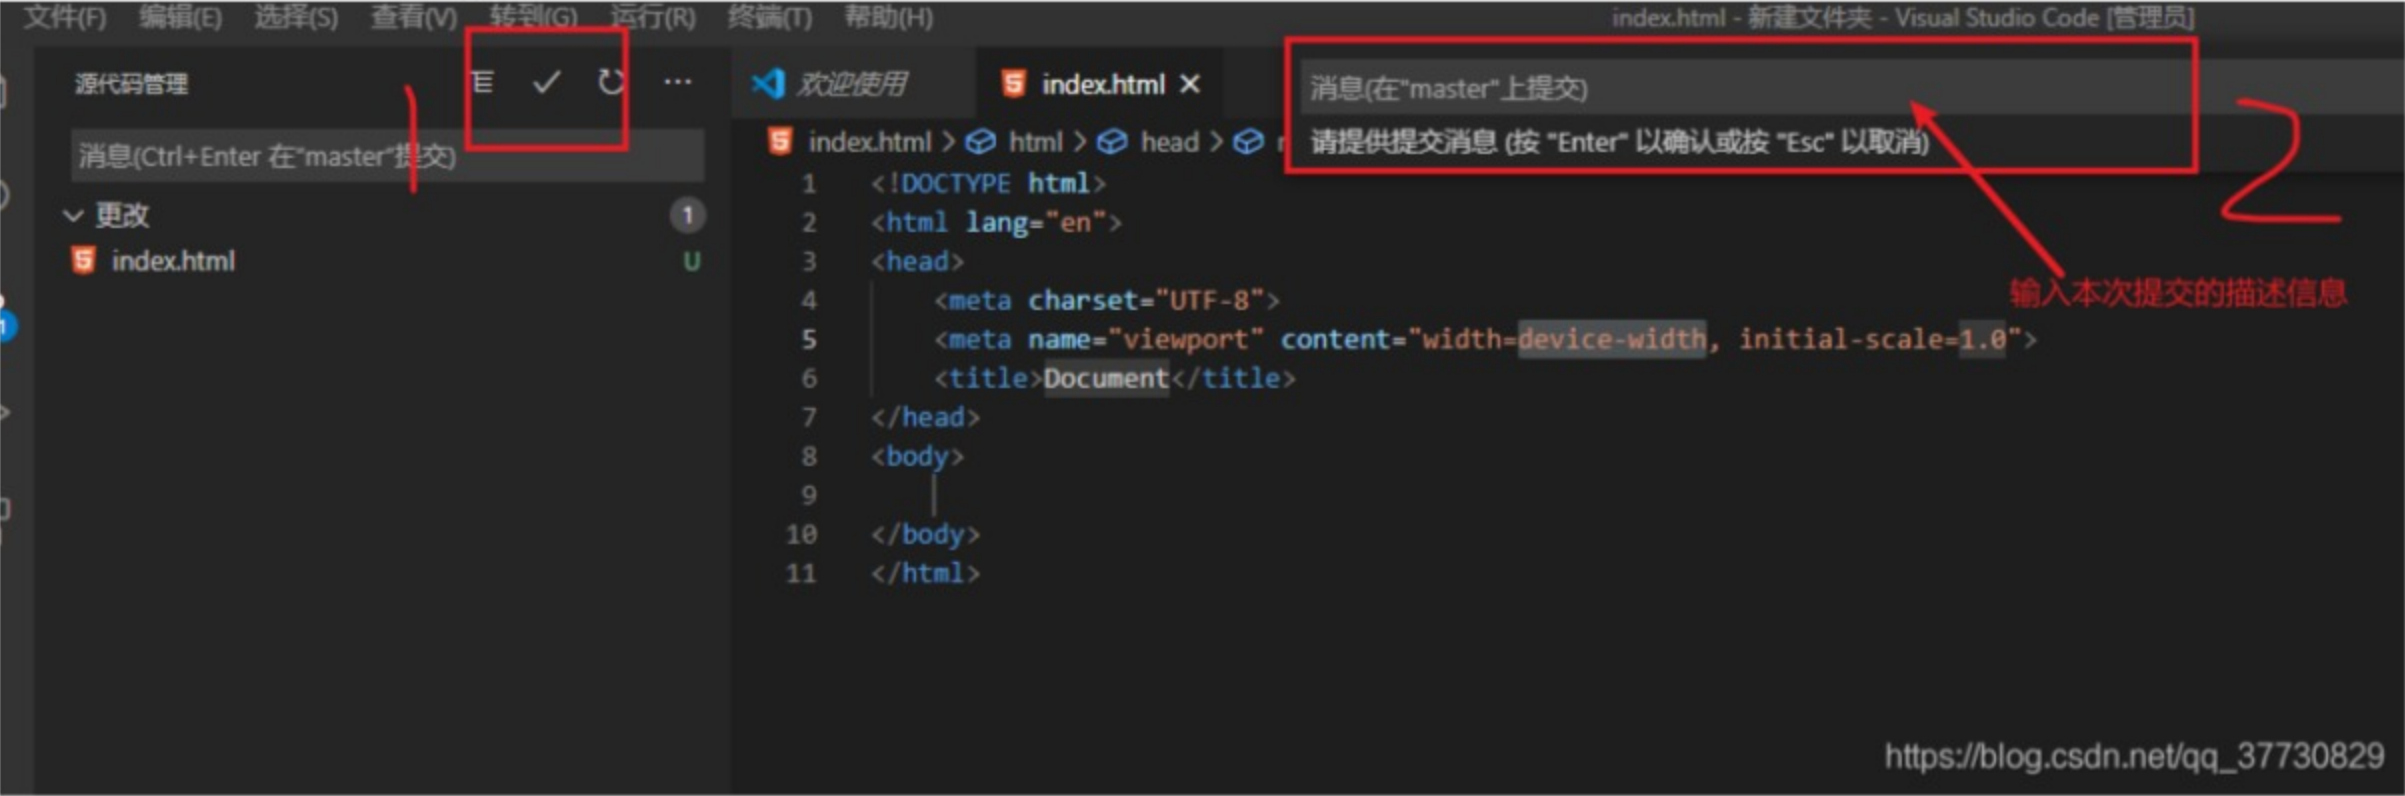 文件(F) 编辑(E) 选择(S) 查看(V) 转到(G) 运行(R) 终端(T) 帮助(H) index.html - 新建文件夹 - Visual Studio Code [管理员]
源代码管理
消息(Ctrl+Enter 在"master"提交)
更改 1
index.html U
1
1
欢迎使用 index.html
index.html > html > head >
消息(在"master"上提交)
请提供提交消息 (按 "Enter" 以确认或按 "Esc" 以取消)
2
输入本次提交的描述信息
1 <!DOCTYPE html>
2 <html lang="en">
3 <head>
4 <meta charset="UTF-8">
5 <meta name="viewport" content="width=device-width, initial-scale=1.0">
6 <title>Document</title>
7 </head>
8 <body>
9
10 </body>
11 </html>
https://blog.csdn.net/qq_37730829